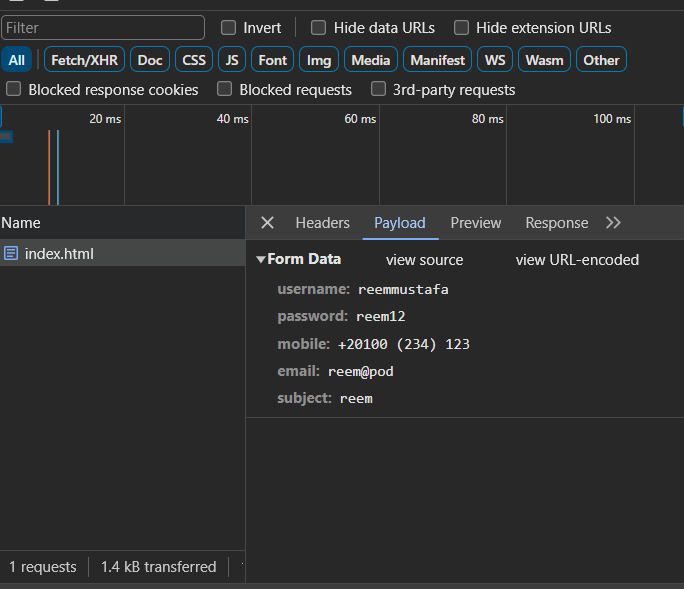 Filter Invert Hide data URLs Hide extension URLs
All Fetch/XHR Doc CSS JS Font Img Media Manifest WS Wasm Other
Blocked response cookies Blocked requests 3rd-party requests
20 ms 40 ms 60 ms 80 ms 100 ms
Name
Headers Payload Preview Response
index.html
Form Data view source view URL-encoded
username: reemmustafa
password: reem12
mobile: +20100 (234) 123
email: reem@pod
subject: reem
1 requests 1.4 kB transferred